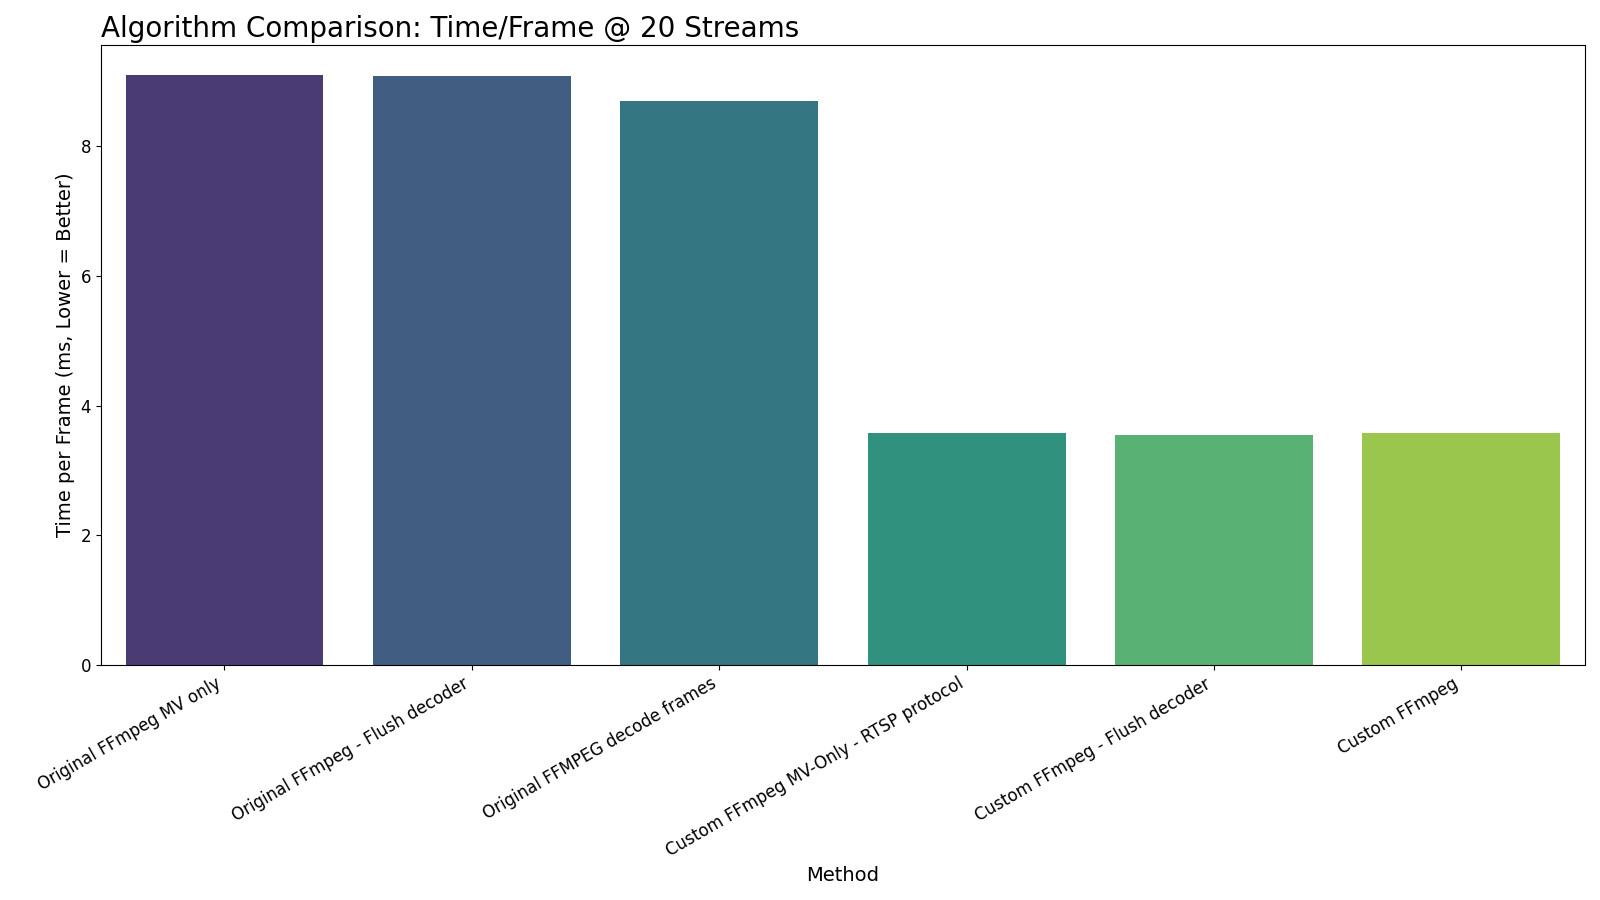 Algorithm Comparison: Time/Frame @ 20 Streams
Time per Frame (ms, Lower = Better)
8
6
4
2
0
Original FFmpeg MV only
Original FFmpeg - Flush decoder
Original FFMPEG decode frames
Custom FFmpeg MV-Only - RTSP protocol
Custom FFmpeg - Flush decoder
Custom FFmpeg
Method